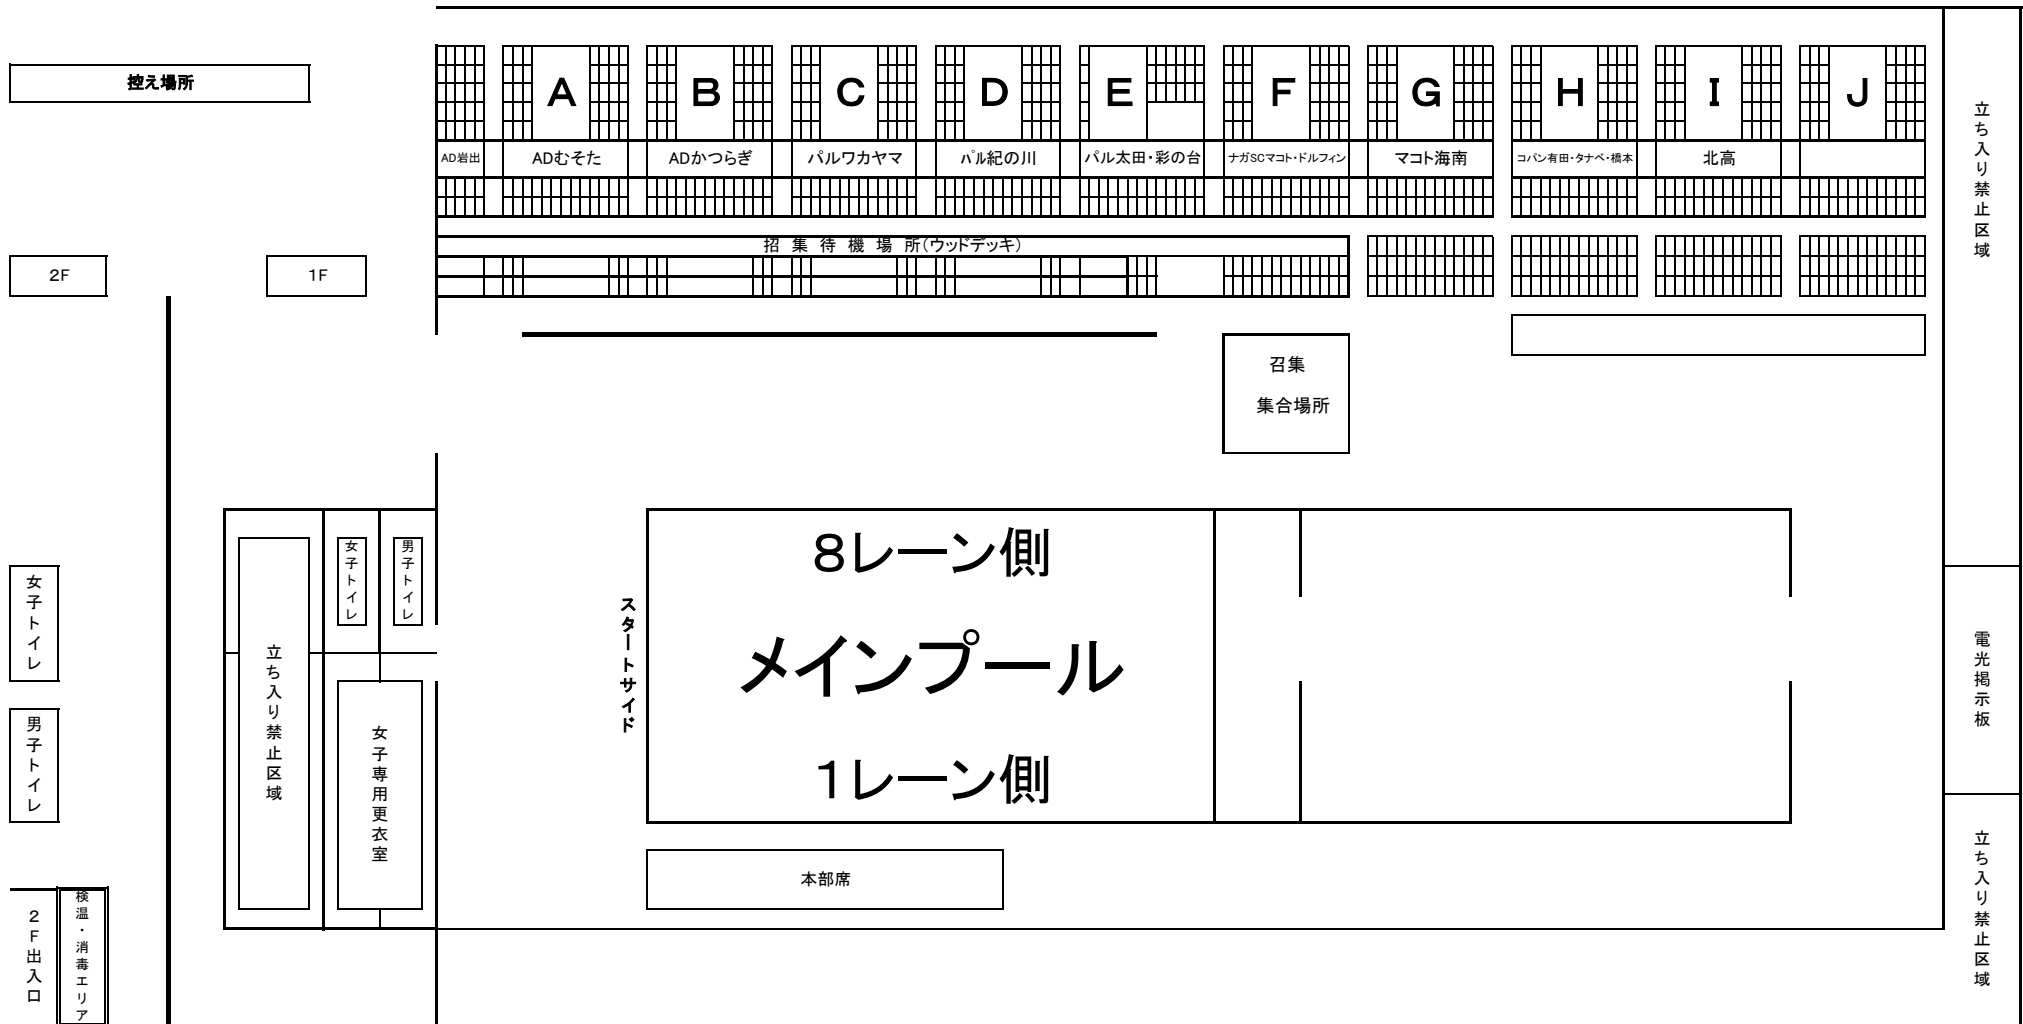 控え場所
A
B
C
D
E
F
G
H
I
J
AD岩出
ADむそた
ADかつらぎ
パルワカヤマ
パル紀の川
パル太田・彩の台
ナガSCマコト・ドルフィン
マコト海南
コパン有田・タナベ・橋本
北高
立ち入り禁止区域
招集待機場所(ウッドデッキ)
2F
1F
召集
集合場所
8レーン側
メインプール
1レーン側
スタートサイド
女子トイレ
男子トイレ
女子トイレ
男子トイレ
立ち入り禁止区域
女子専用更衣室
電光掲示板
本部席
立ち入り禁止区域
2F出入口
検温・消毒エリア